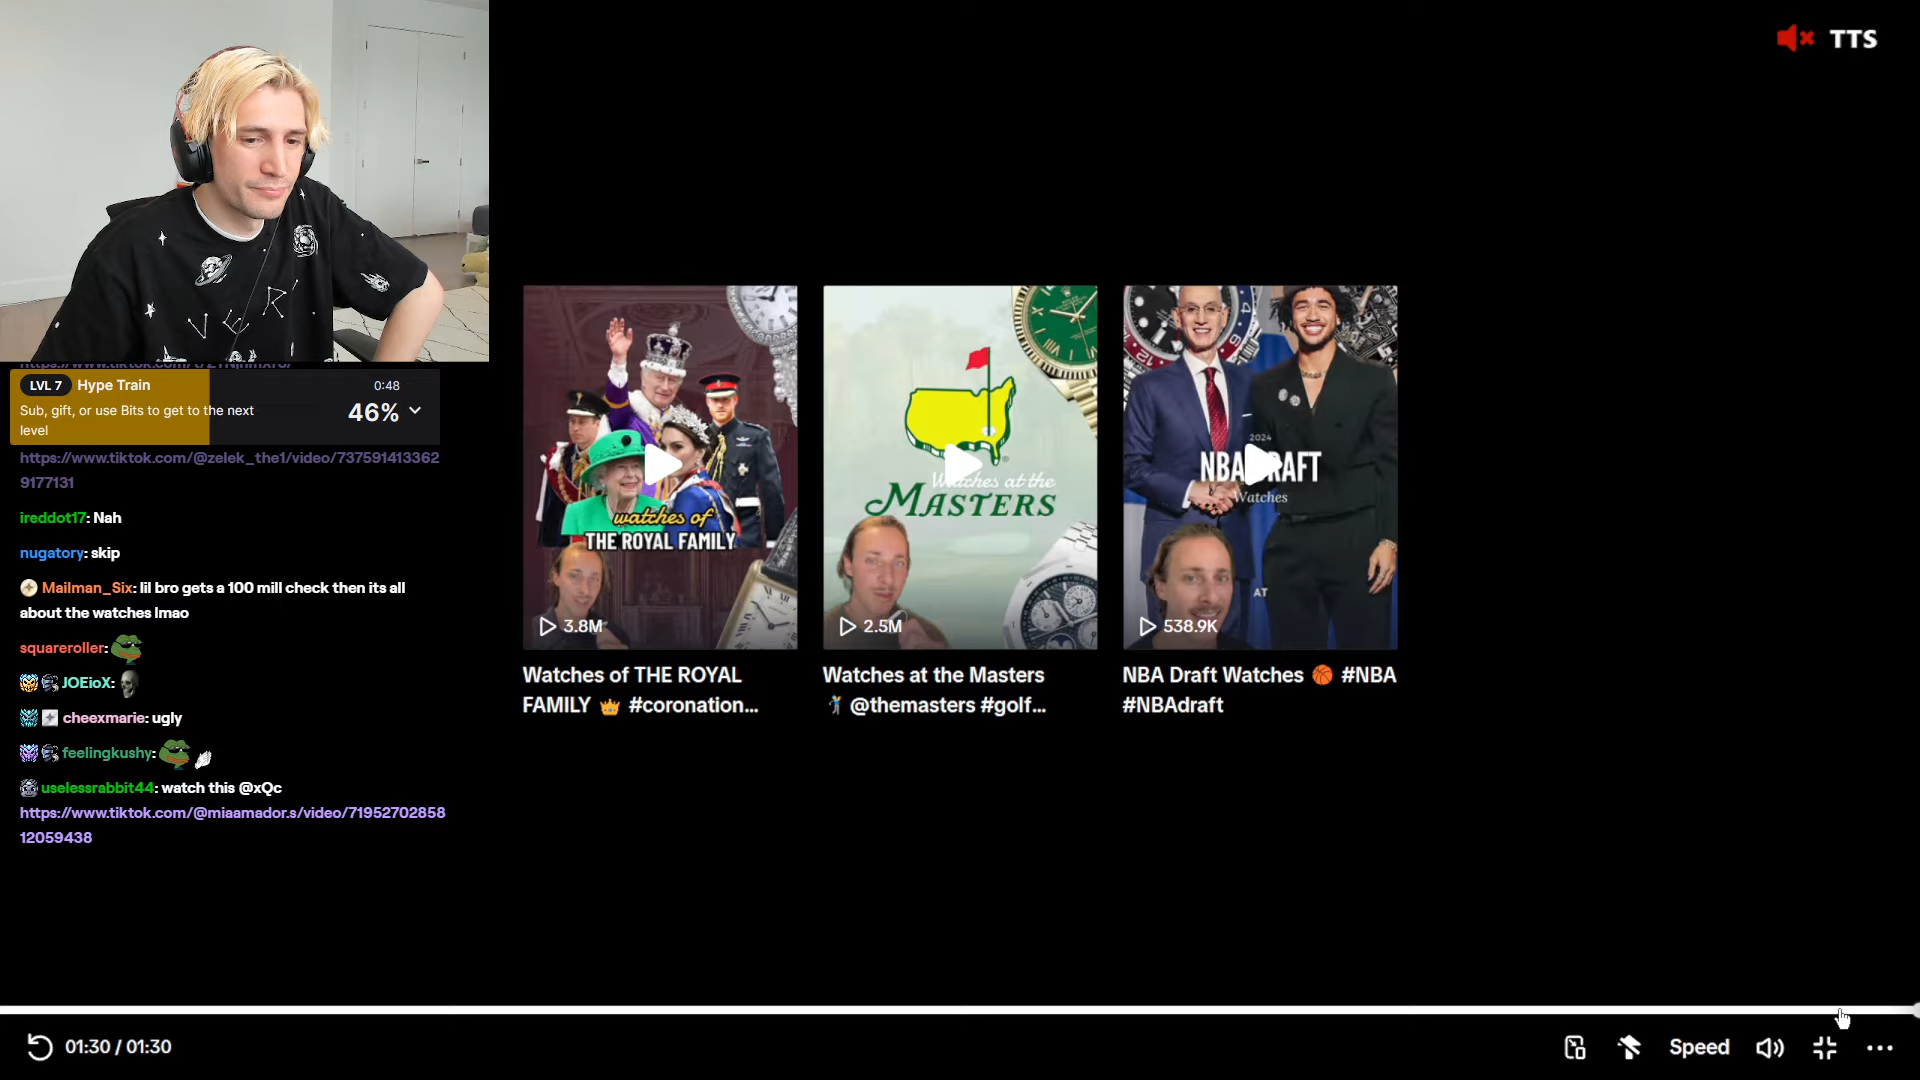 TTS
LVL 7 Hype Train 0:48
Sub, gift, or use Bits to get to the next
level
46%
https://www.tiktok.com/@zelek_the1/video/737591413362
9177131
ireddot17: Nah
nugatory: skip
Mailman_Six: lil bro gets a 100 mill check then its all
about the watches lmao
squareroller:
JOEioX:
cheexmarie: ugly
feelingkushy:
uselessrabbit44: watch this @xQc
https://www.tiktok.com/@miaamador.s/video/71952702858
12059438
watches of
THE ROYAL FAMILY
3.8M
Watches of THE ROYAL
FAMILY 👑 #coronation...
Watches at the
MASTERS
2.5M
Watches at the Masters
🏌 @themasters #golf...
2024
NBA DRAFT
Watches
AT
538.9K
NBA Draft Watches 🏀 #NBA
#NBAdraft
01:30 / 01:30
Speed